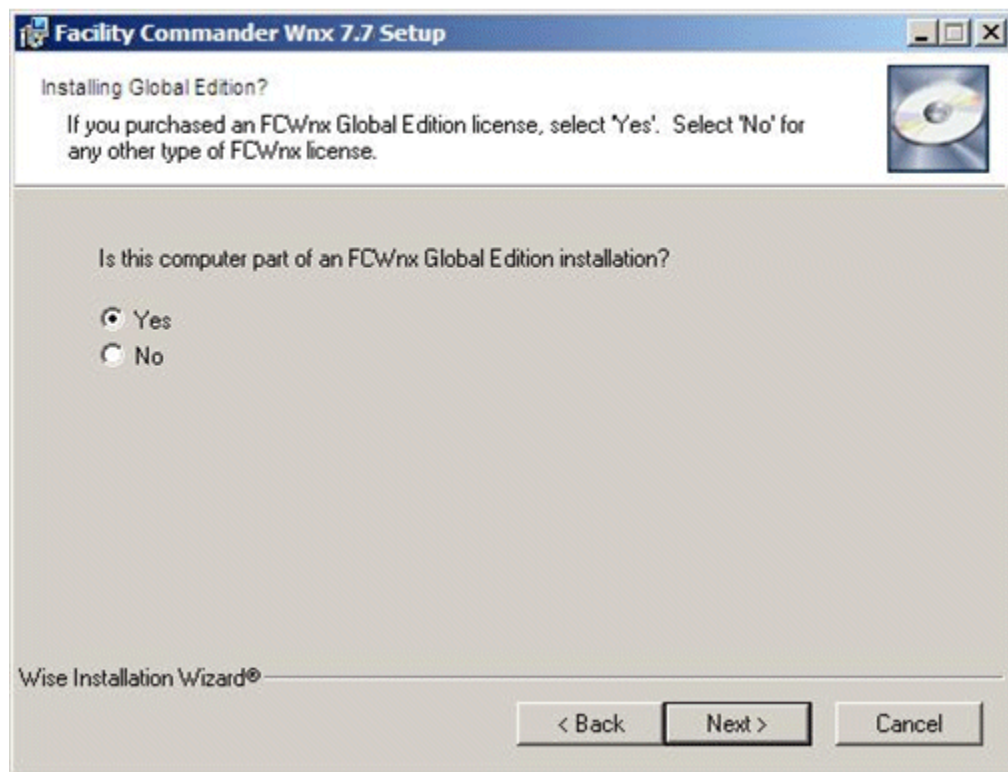 Facility Commander Wnx 7.7 Setup
Installing Global Edition?
If you purchased an FCWnx Global Edition license, select 'Yes'.  Select 'No' for
any other type of FCWnx license.
Is this computer part of an FCWnx Global Edition installation?
Yes
No
Wise Installation Wizard®
< Back
Next >
Cancel